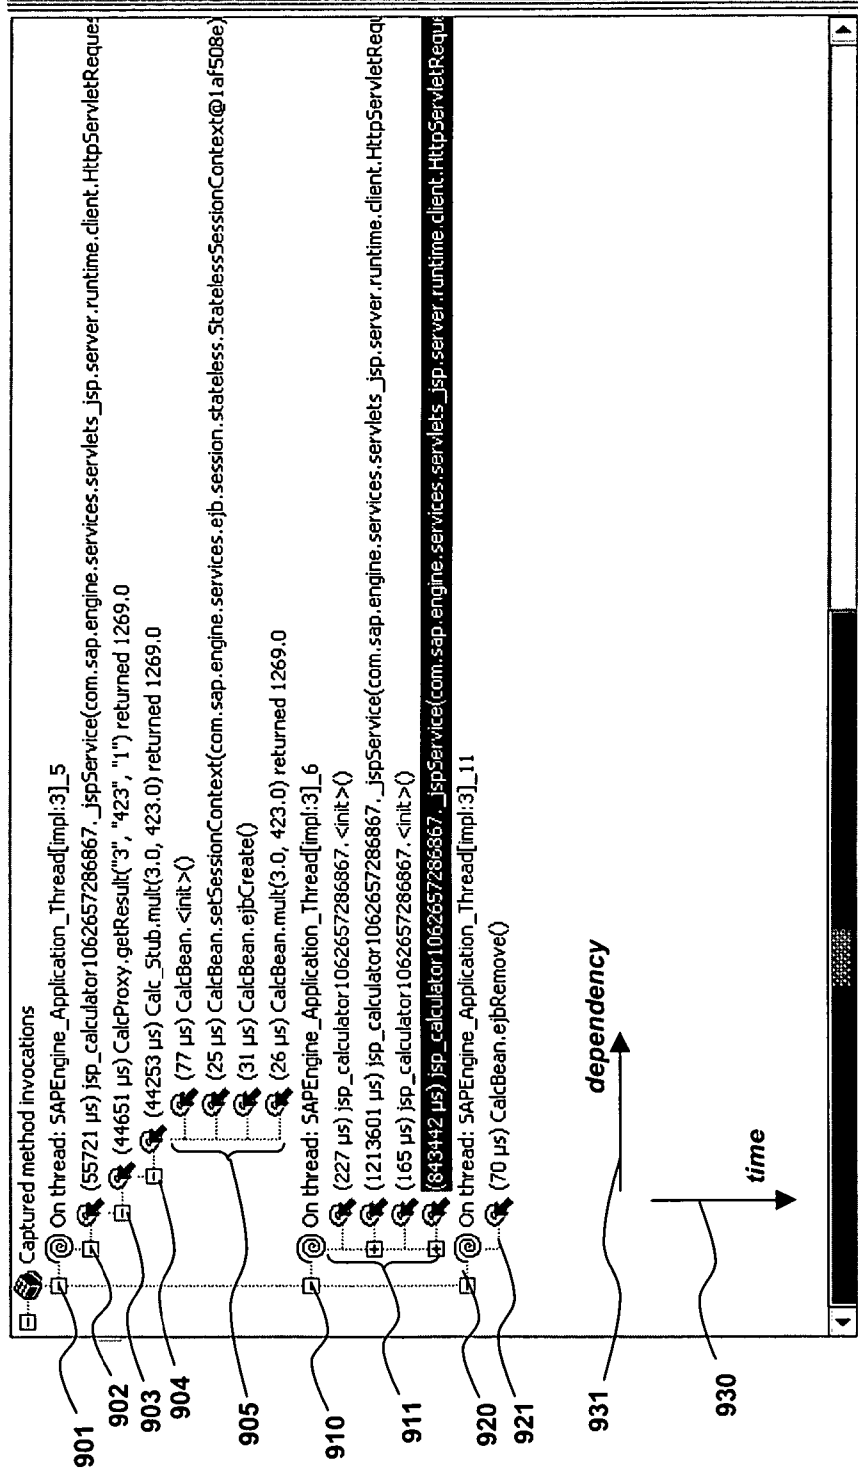 Captured method invocations
On thread: SAPEngine_Application_Thread[impl:3]_5
(55721 µs) jsp_calculator1062657286867._jspService(com.sap.engine.services.servlets_jsp.server.runtime.client.HttpServletReques
(44651 µs) CalcProxy.getResult("3", "423", "1") returned 1269.0
(44253 µs) Calc_Stub.mult(3.0, 423.0) returned 1269.0
(77 µs) CalcBean.<init>()
(25 µs) CalcBean.setSessionContext(com.sap.engine.services.ejb.session.stateless.StatelessSessionContext@1af508e)
(31 µs) CalcBean.ejbCreate()
(26 µs) CalcBean.mult(3.0, 423.0) returned 1269.0
On thread: SAPEngine_Application_Thread[impl:3]_6
(227 µs) jsp_calculator1062657286867.<init>()
(1213601 µs) jsp_calculator1062657286867._jspService(com.sap.engine.services.servlets_jsp.server.runtime.client.HttpServletRequ
(165 µs) jsp_calculator1062657286867.<init>()
(843442 µs) jsp_calculator1062657286867._jspService(com.sap.engine.services.servlets_jsp.server.runtime.client.HttpServletReque
On thread: SAPEngine_Application_Thread[impl:3]_11
(70 µs) CalcBean.ejbRemove()
dependency
time
901
902
903
904
905
910
911
920
921
931
930